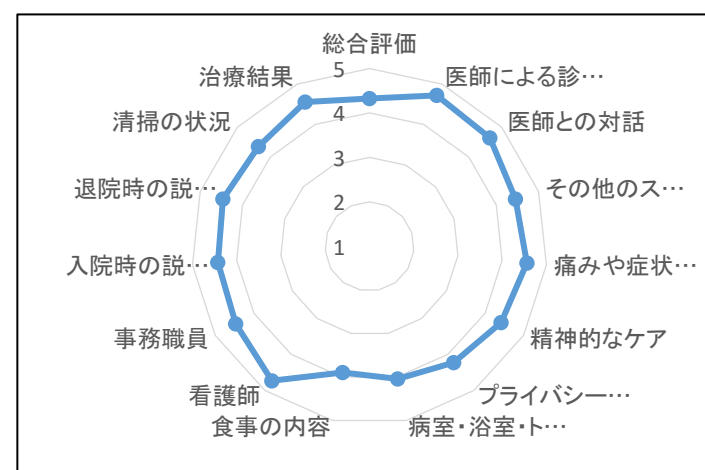 総合評価
医師による診…
医師との対話
その他のス…
痛みや症状…
精神的なケア
プライバシー…
病室・浴室・ト…
食事の内容
看護師
事務職員
入院時の説…
退院時の説…
清掃の状況
治療結果
5
4
3
2
1